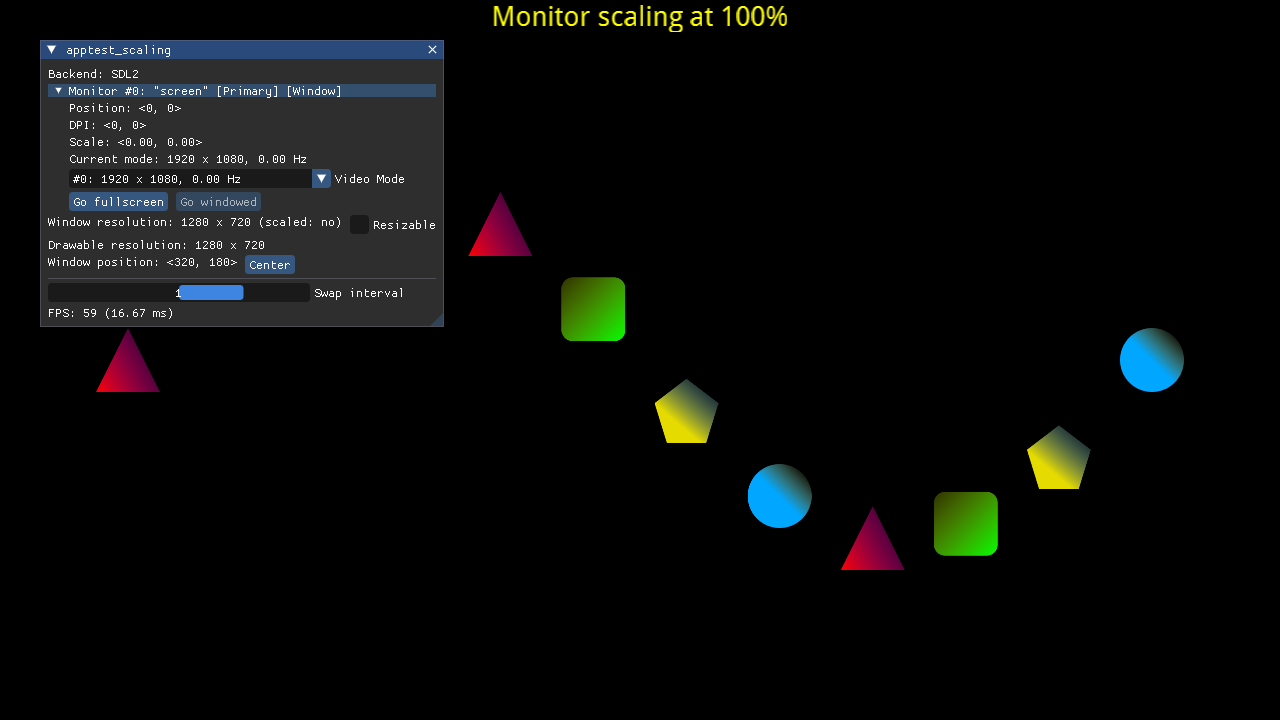 Monitor scaling at 100%
apptest_scaling
Backend: SDL2
Monitor #0: "screen" [Primary] [Window]
Position: <0, 0>
DPI: <0, 0>
Scale: <0.00, 0.00>
Current mode: 1920 x 1080, 0.00 Hz
#0: 1920 x 1080, 0.00 Hz Video Mode
Go fullscreen Go windowed
Window resolution: 1280 x 720 (scaled: no) Resizable
Drawable resolution: 1280 x 720
Window position: <320, 180> Center
1 Swap interval
FPS: 59 (16.67 ms)